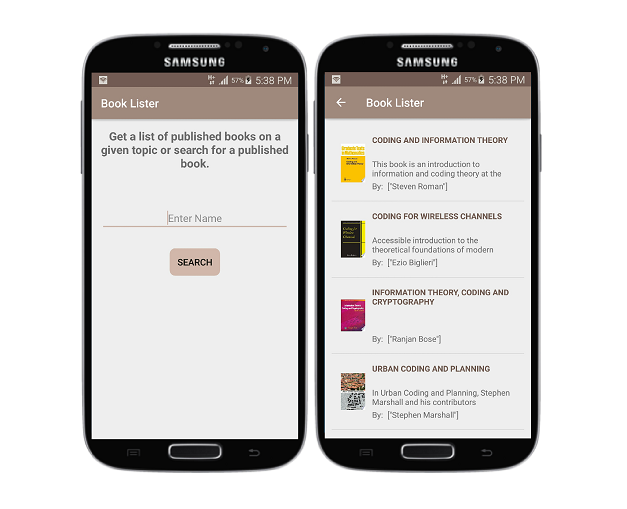 SAMSUNG
H+ 57% 5:38 PM
Book Lister
Get a list of published books on a
given topic or search for a published
book.
Enter Name
SEARCH
SAMSUNG
H+ 57% 5:38 PM
Book Lister
CODING AND INFORMATION THEORY
This book is an introduction to
information and coding theory at the
By: ["Steven Roman"]
CODING FOR WIRELESS CHANNELS
Accessible introduction to the
theoretical foundations of modern
By: ["Ezio Biglieri"]
INFORMATION THEORY, CODING AND
CRYPTOGRAPHY
By: ["Ranjan Bose"]
URBAN CODING AND PLANNING
In Urban Coding and Planning, Stephen
Marshall and his contributors
By: ["Stephen Marshall"]